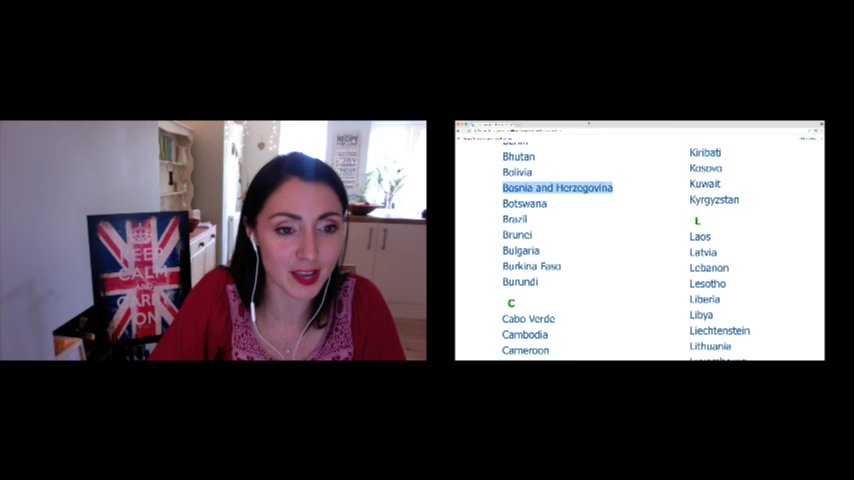 KEEP
CALM
AND
CARRY
ON
RECIPE
Bhutan
Bolivia
Bosnia and Herzegovina
Botswana
Brazil
Brunei
Bulgaria
Burkina Faso
Burundi
C
Cabo Verde
Cambodia
Cameroon
Kiribati
Kosovo
Kuwait
Kyrgyzstan
L
Laos
Latvia
Lebanon
Lesotho
Liberia
Libya
Liechtenstein
Lithuania